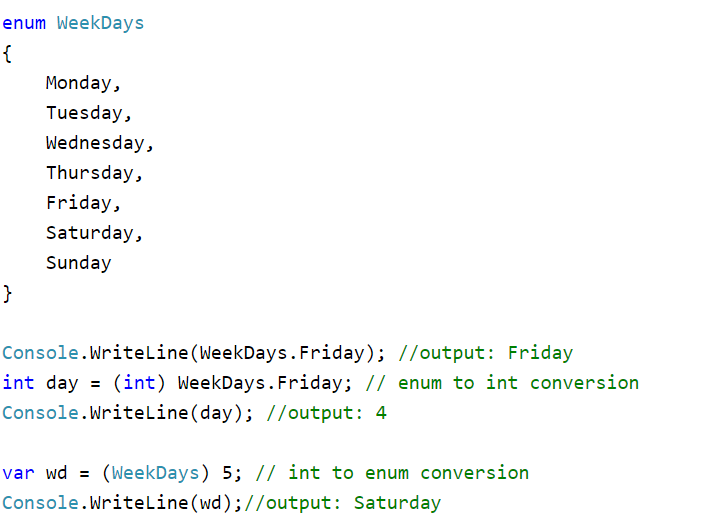 enum WeekDays
{
    Monday,
    Tuesday,
    Wednesday,
    Thursday,
    Friday,
    Saturday,
    Sunday
}

Console.WriteLine(WeekDays.Friday); //output: Friday
int day = (int) WeekDays.Friday; // enum to int conversion
Console.WriteLine(day); //output: 4

var wd = (WeekDays) 5; // int to enum conversion
Console.WriteLine(wd);//output: Saturday